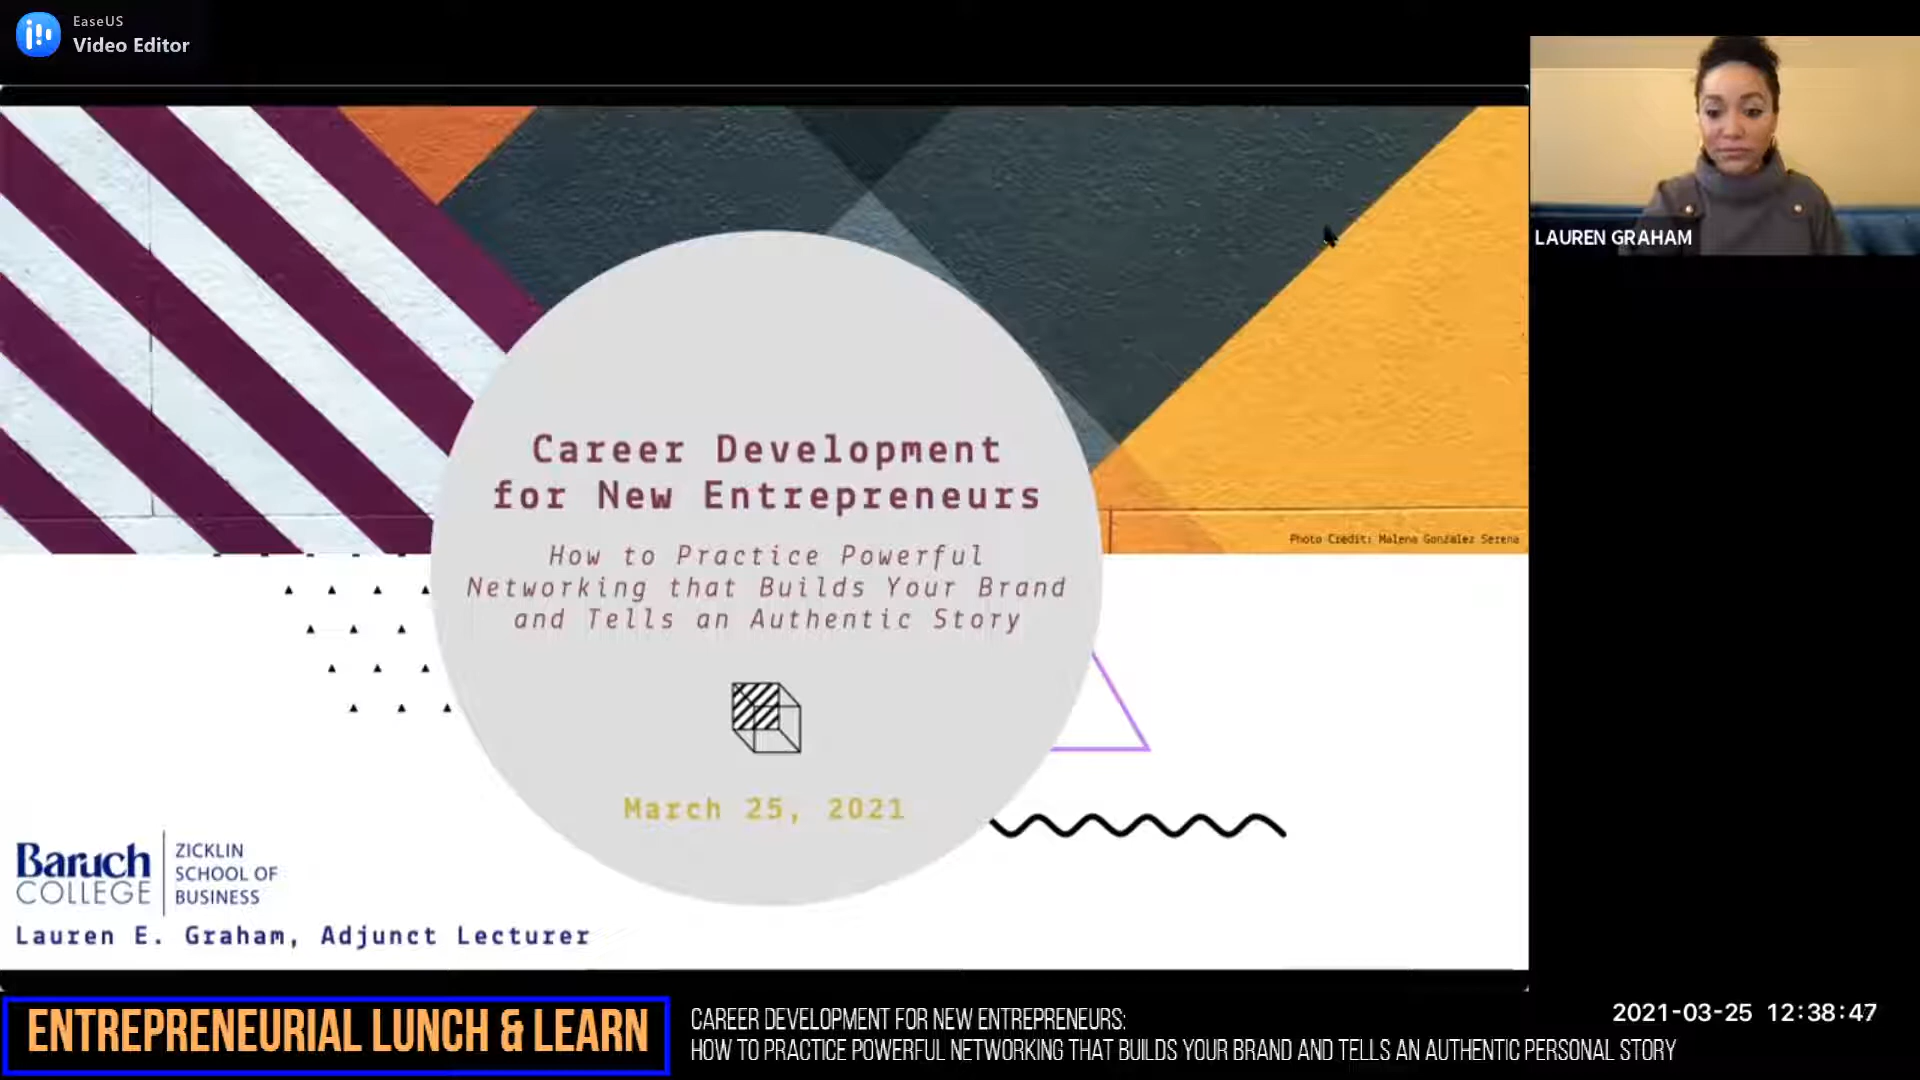 EaseUS
Video Editor
LAUREN GRAHAM
Career Development
for New Entrepreneurs
How to Practice Powerful
Networking that Builds Your Brand
and Tells an Authentic Story
March 25, 2021
Photo Credit: Malena Gonzalez Serena
Baruch
COLLEGE
ZICKLIN
SCHOOL OF
BUSINESS
Lauren E. Graham, Adjunct Lecturer
ENTREPRENEURIAL LUNCH & LEARN
CAREER DEVELOPMENT FOR NEW ENTREPRENEURS:
HOW TO PRACTICE POWERFUL NETWORKING THAT BUILDS YOUR BRAND AND TELLS AN AUTHENTIC PERSONAL STORY
2021-03-25 12:38:47